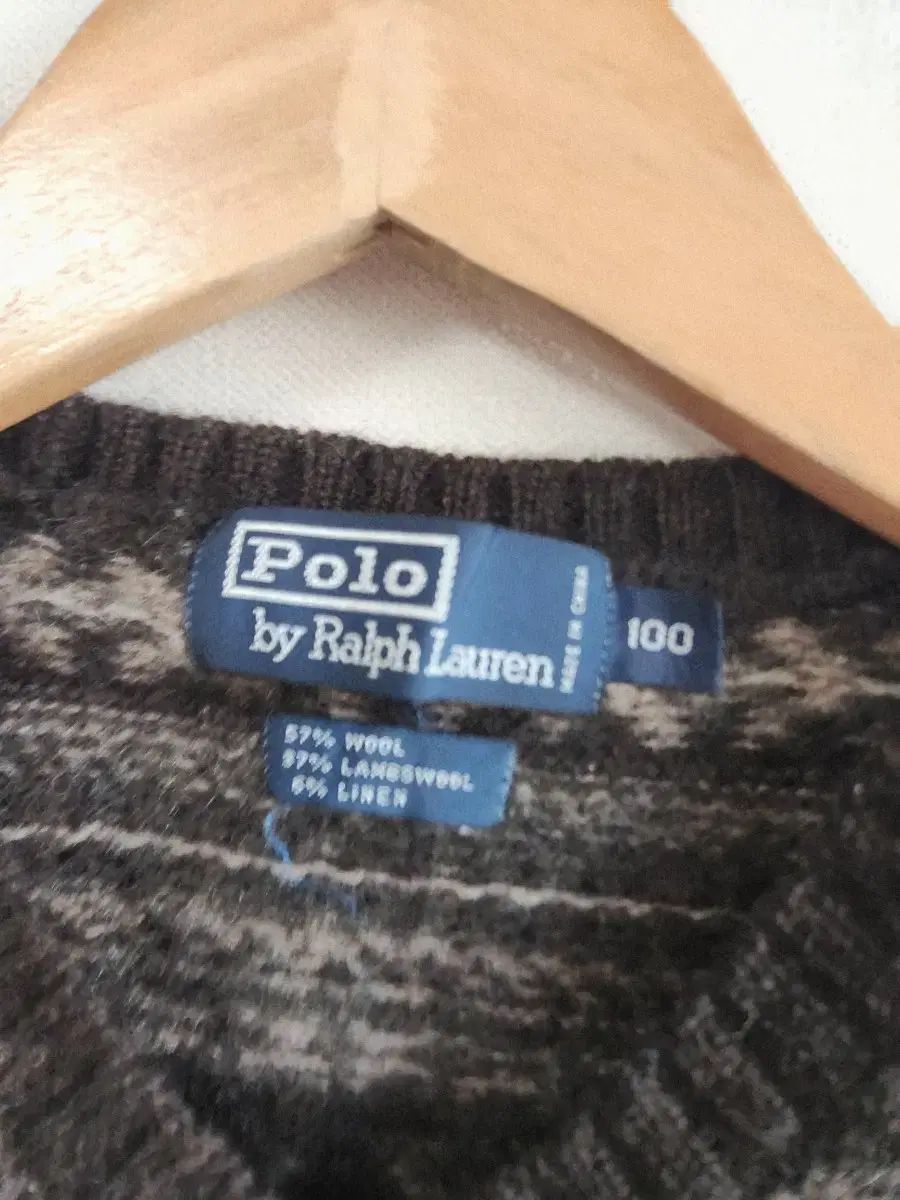 Polo
by Ralph Lauren
MADE IN CHINA
100
57% WOOL
37% LAMBSWOOL
6% LINEN